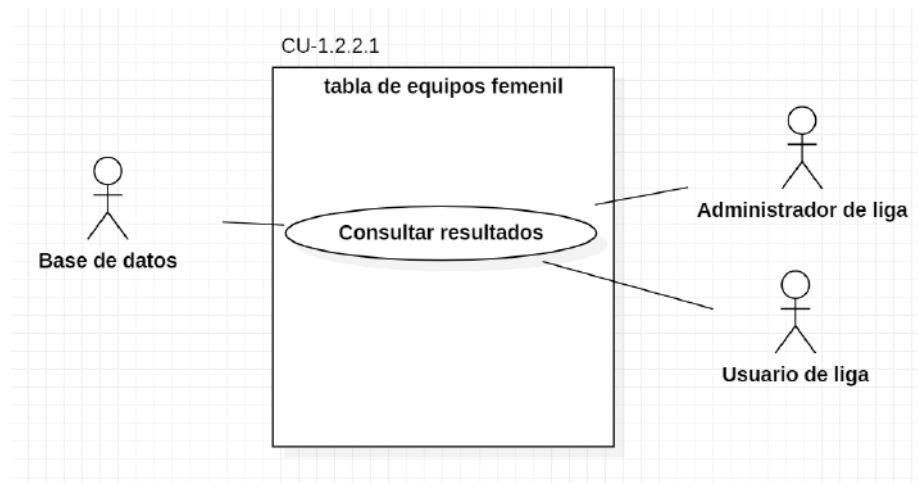 CU-1.2.2.1
tabla de equipos femenil
Administrador de liga
Consultar resultados
Base de datos
Usuario de liga